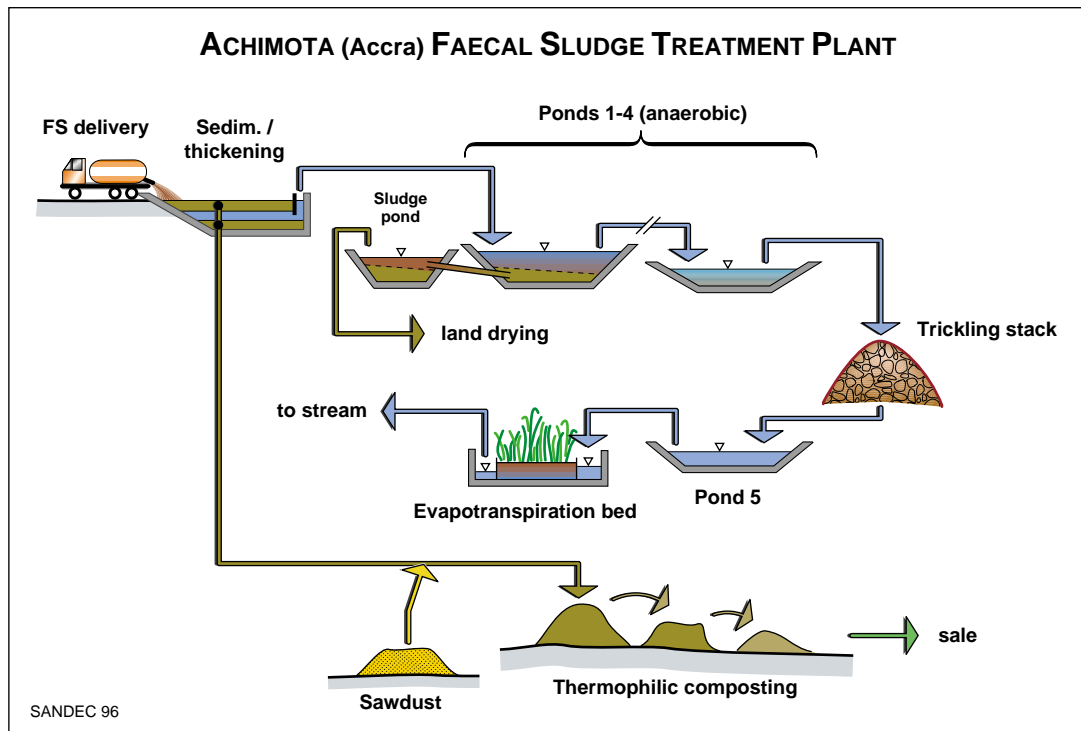 ACHIMOTA (Accra) FAECAL SLUDGE TREATMENT PLANT
Ponds 1-4 (anaerobic)
FS delivery
Sedim. /
thickening
Sludge
pond
land drying
Trickling stack
to stream
Evapotranspiration bed
Pond 5
sale
Thermophilic composting
Sawdust
SANDEC 96